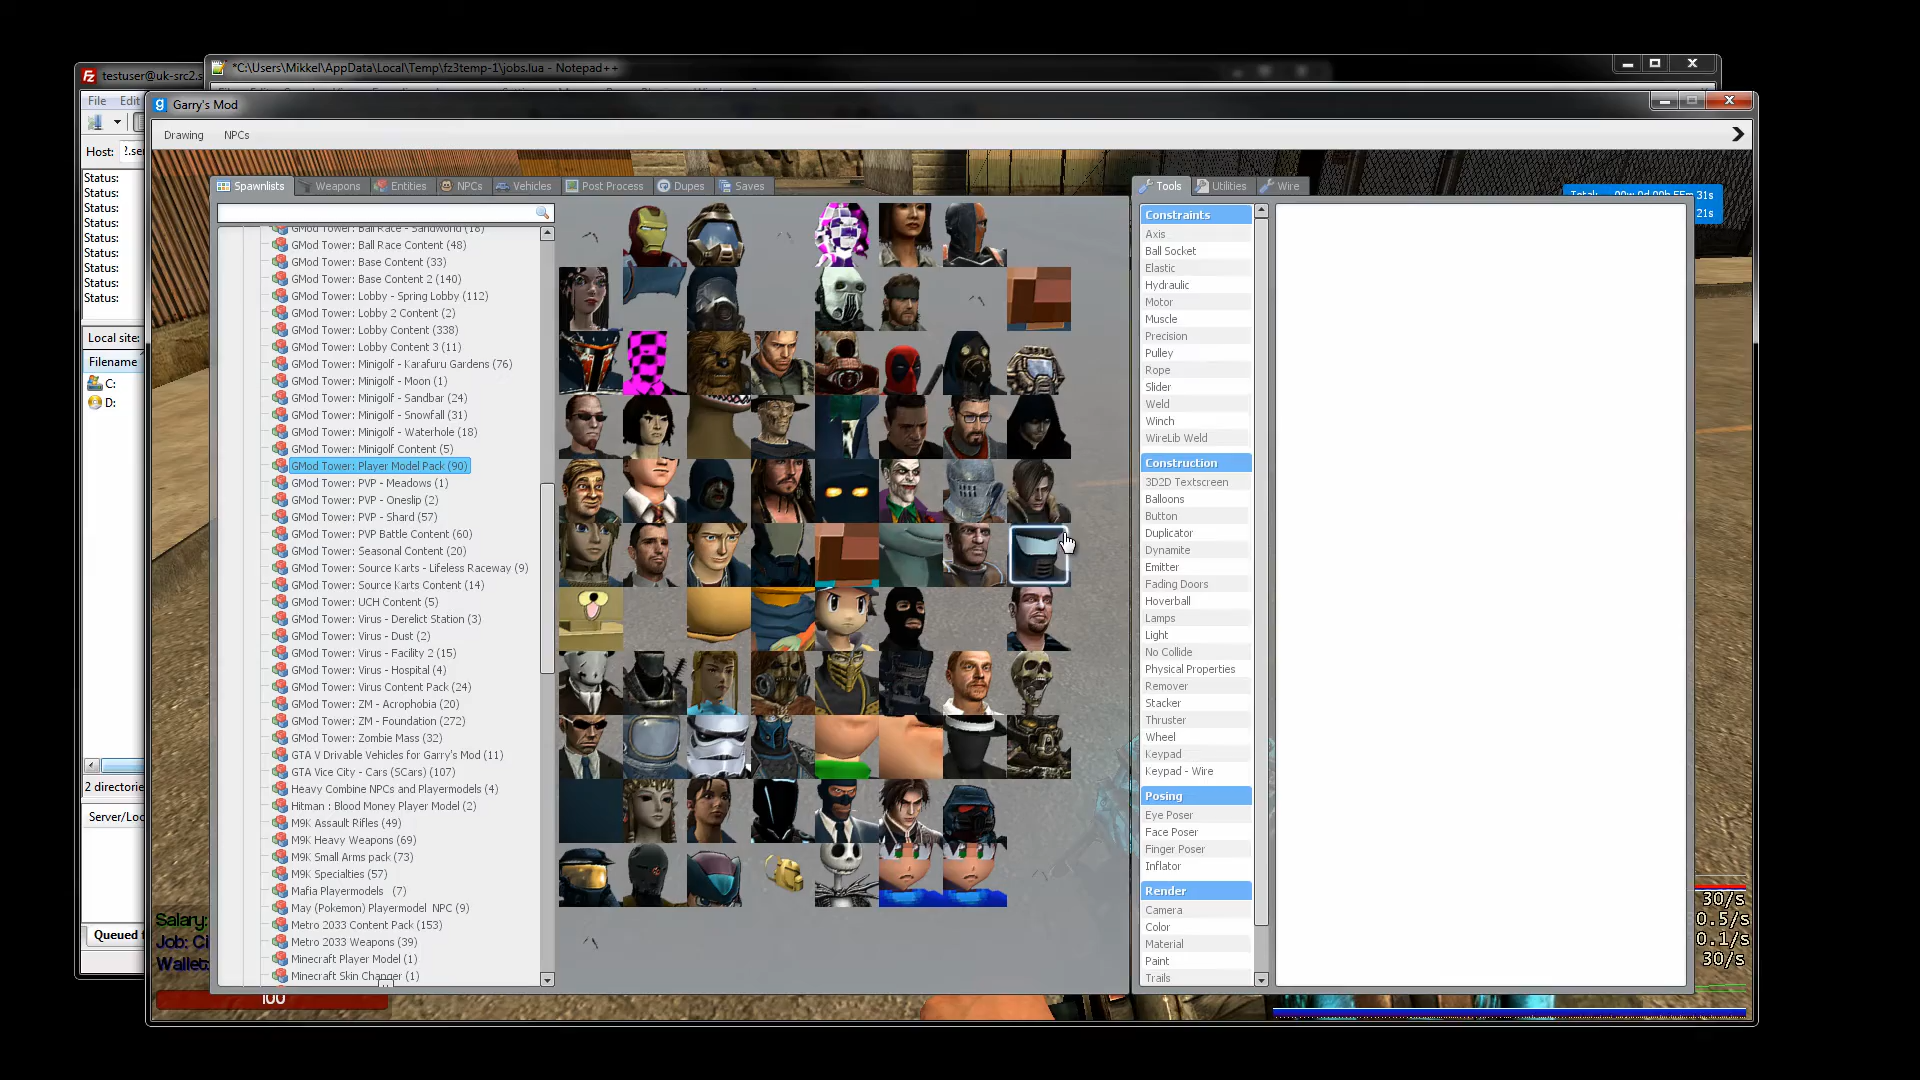 *C:\Users\Mikkel\AppData\Local\Temp\fz3temp-1\jobs.lua - Notepad++
testuser@uk-src2.s
File Edit
Host: ?.se
Status:
Status:
Status:
Status:
Status:
Status:
Status:
Status:
Status:
Local site:
Filename
C:
D:
2 directorie
Server/Loc
Queued f
Garry's Mod
Drawing NPCs
Spawnlists Weapons Entities NPCs Vehicles Post Process Dupes Saves
GMod Tower: Ball Race - Sandworld (18)
GMod Tower: Ball Race Content (48)
GMod Tower: Base Content (33)
GMod Tower: Base Content 2 (140)
GMod Tower: Lobby - Spring Lobby (112)
GMod Tower: Lobby 2 Content (2)
GMod Tower: Lobby Content (338)
GMod Tower: Lobby Content 3 (11)
GMod Tower: Minigolf - Karafuru Gardens (76)
GMod Tower: Minigolf - Moon (1)
GMod Tower: Minigolf - Sandbar (24)
GMod Tower: Minigolf - Snowfall (31)
GMod Tower: Minigolf - Waterhole (18)
GMod Tower: Minigolf Content (5)
GMod Tower: Player Model Pack (90)
GMod Tower: PVP - Meadows (1)
GMod Tower: PVP - Oneslip (2)
GMod Tower: PVP - Shard (57)
GMod Tower: PVP Battle Content (60)
GMod Tower: Seasonal Content (20)
GMod Tower: Source Karts - Lifeless Raceway (9)
GMod Tower: Source Karts Content (14)
GMod Tower: UCH Content (5)
GMod Tower: Virus - Derelict Station (3)
GMod Tower: Virus - Dust (2)
GMod Tower: Virus - Facility 2 (15)
GMod Tower: Virus - Hospital (4)
GMod Tower: Virus Content Pack (24)
GMod Tower: ZM - Acrophobia (20)
GMod Tower: ZM - Foundation (272)
GMod Tower: Zombie Mass (32)
GTA V Drivable Vehicles for Garry's Mod (11)
GTA Vice City - Cars (SCars) (107)
Heavy Combine NPCs and Playermodels (4)
Hitman : Blood Money Player Model (2)
M9K Assault Rifles (49)
M9K Heavy Weapons (69)
M9K Small Arms pack (73)
M9K Specialties (57)
Mafia Playermodels (7)
May (Pokemon) Playermodel NPC (9)
Metro 2033 Content Pack (153)
Metro 2033 Weapons (39)
Minecraft Player Model (1)
Minecraft Skin Changer (1)
Tools Utilities Wire
Constraints
Axis
Ball Socket
Elastic
Hydraulic
Motor
Muscle
Precision
Pulley
Rope
Slider
Weld
Winch
WireLib Weld
Construction
3D2D Textscreen
Balloons
Button
Duplicator
Dynamite
Emitter
Fading Doors
Hoverball
Lamps
Light
No Collide
Physical Properties
Remover
Stacker
Thruster
Wheel
Keypad
Keypad - Wire
Posing
Eye Poser
Face Poser
Finger Poser
Inflator
Render
Camera
Color
Material
Paint
Trails
31s
21s
Salary:
Job: Ci
Wallet:
100
30/s
0.5/s
0.1/s
30/s